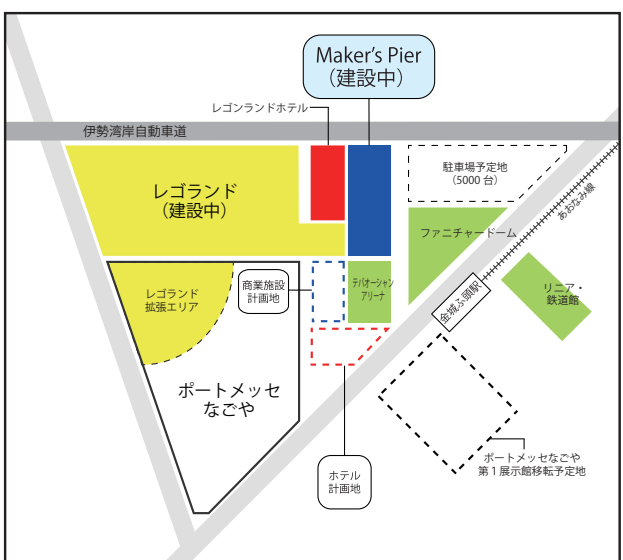 Maker's Pier
（建設中）
レゴンランドホテル
伊勢湾岸自動車道
駐車場予定地
（5000 台）
あおなみ線
レゴランド
（建設中）
ファニチャードーム
レゴランド
拡張エリア
商業施設
計画地
テバオーシャン
アリーナ
金城ふ頭駅
リニア・
鉄道館
ポートメッセ
なごや
ホテル
計画地
ポートメッセなごや
第１展示館移転予定地